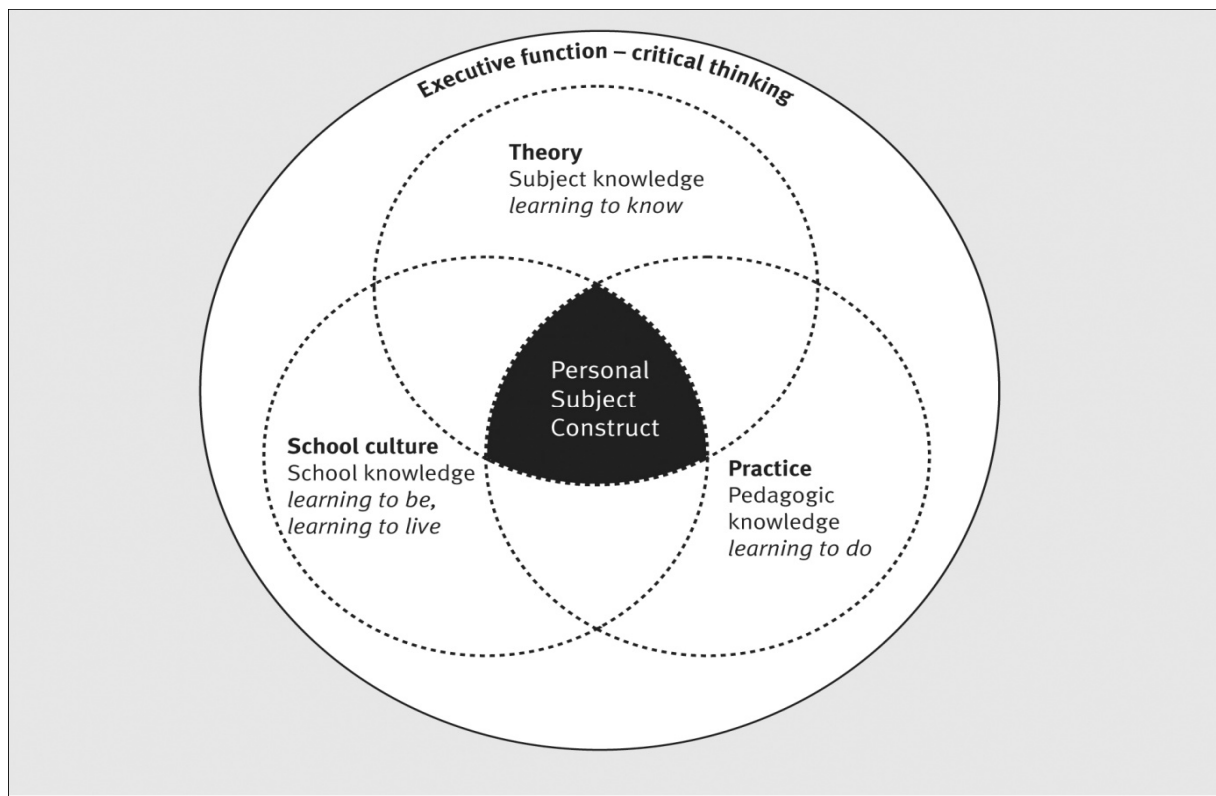 Executive function – critical thinking
Theory
Subject knowledge
learning to know
Personal
Subject
Construct
School culture
School knowledge
learning to be,
learning to live
Practice
Pedagogic
knowledge
learning to do